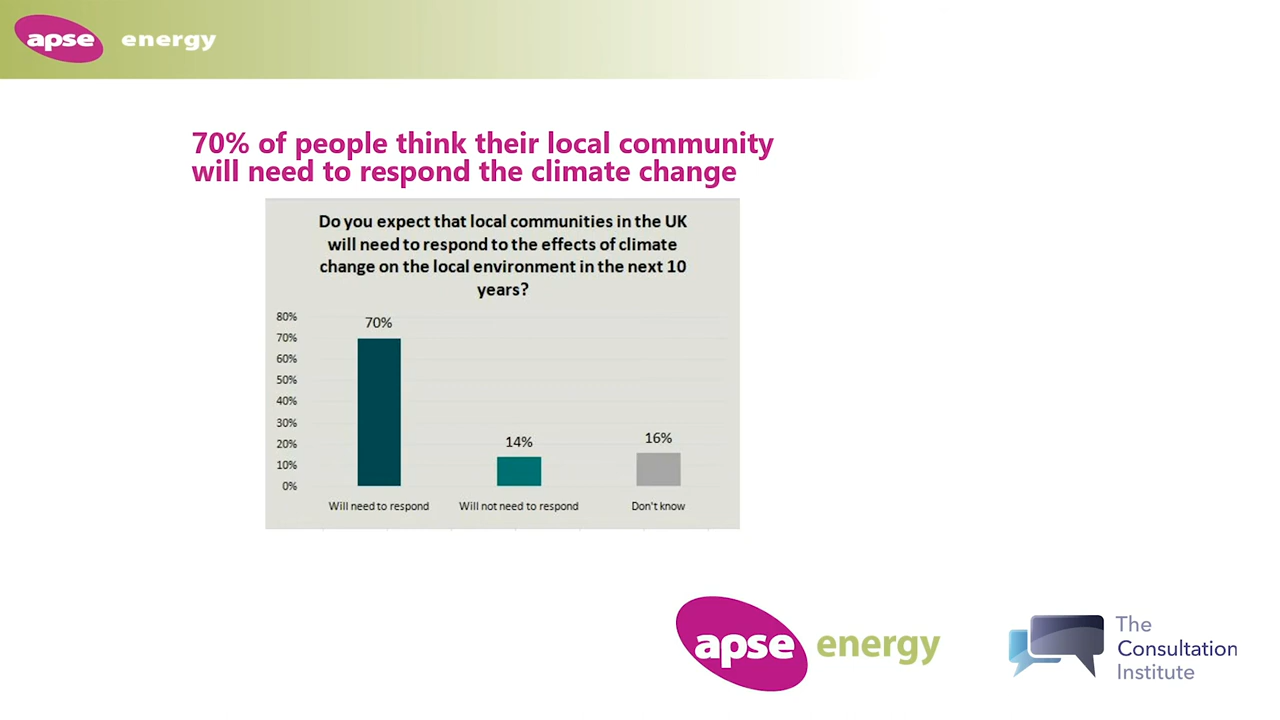 apse energy
70% of people think their local community
will need to respond the climate change
Do you expect that local communities in the UK
will need to respond to the effects of climate
change on the local environment in the next 10
years?
80%
70%
60%
50%
40%
30%
20%
10%
0%
70%
14%
16%
Will need to respond
Will not need to respond
Don't know
apse energy
The
Consultation
Institute